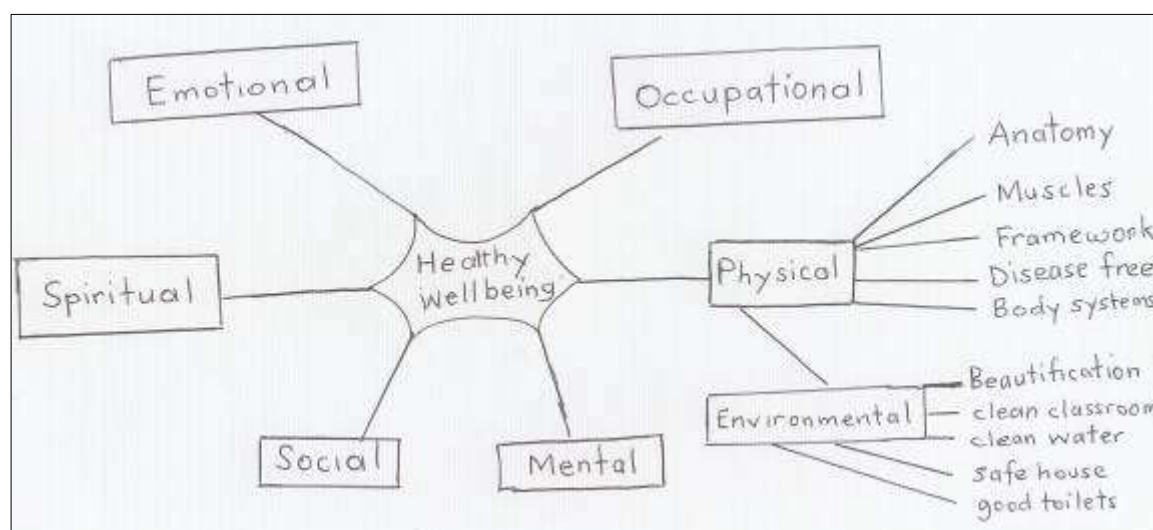 Emotional
Occupational
Anatomy
Muscles
Framework
Disease free
Body systems
Physical
Healthy
Wellbeing
Spiritual
Beautification
Environmental
clean classroom
clean water
safe house
good toilets
Social
Mental